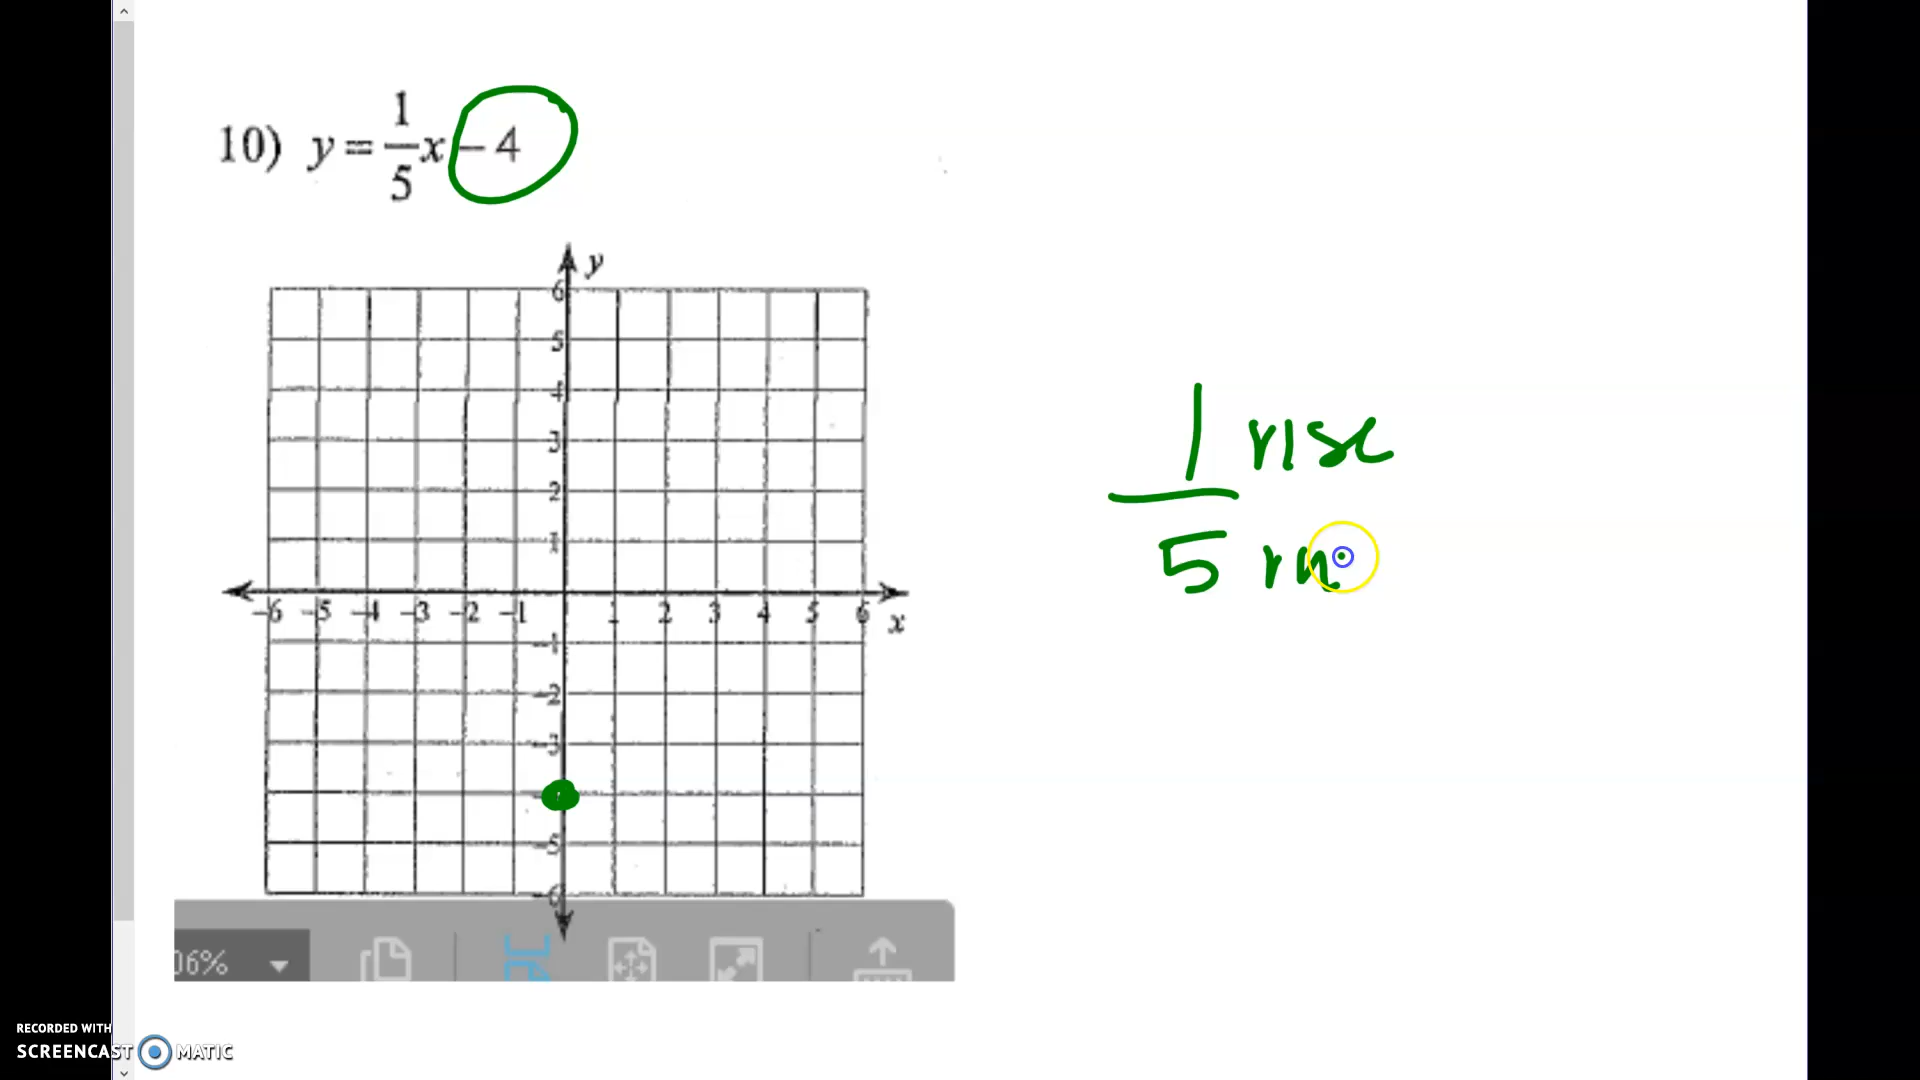 10) y = 1/5 x - 4
y
6
5
4
3
2
1
-6 -5 -4 -3 -2 -1 1 2 3 4 5 6 x
-1
-2
-3
-5
-6
1 rise
5
06%
RECORDED WITH
SCREENCAST MATIC